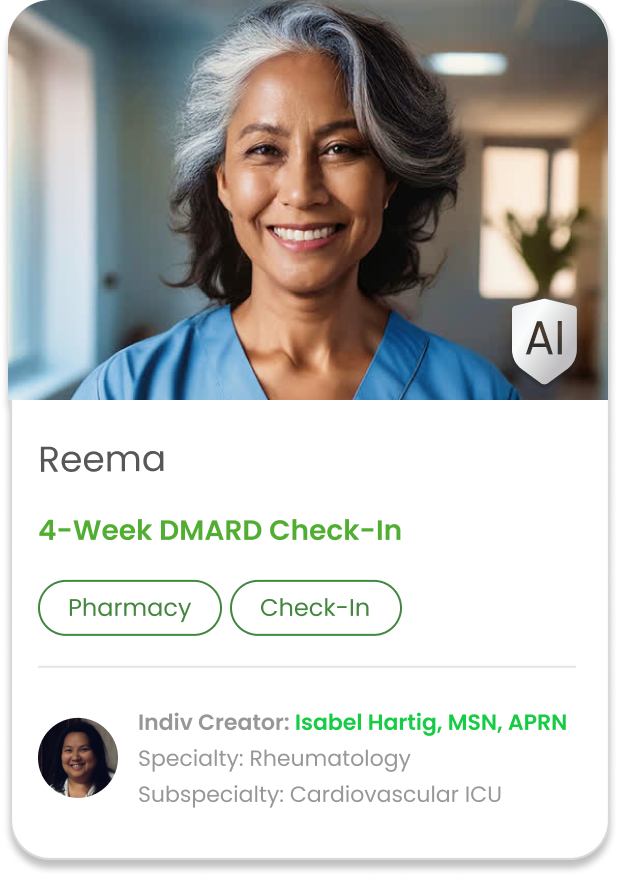 AI
Reema
4-Week DMARD Check-In
Pharmacy
Check-In
Indiv Creator: Isabel Hartig, MSN, APRN
Specialty: Rheumatology
Subspecialty: Cardiovascular ICU